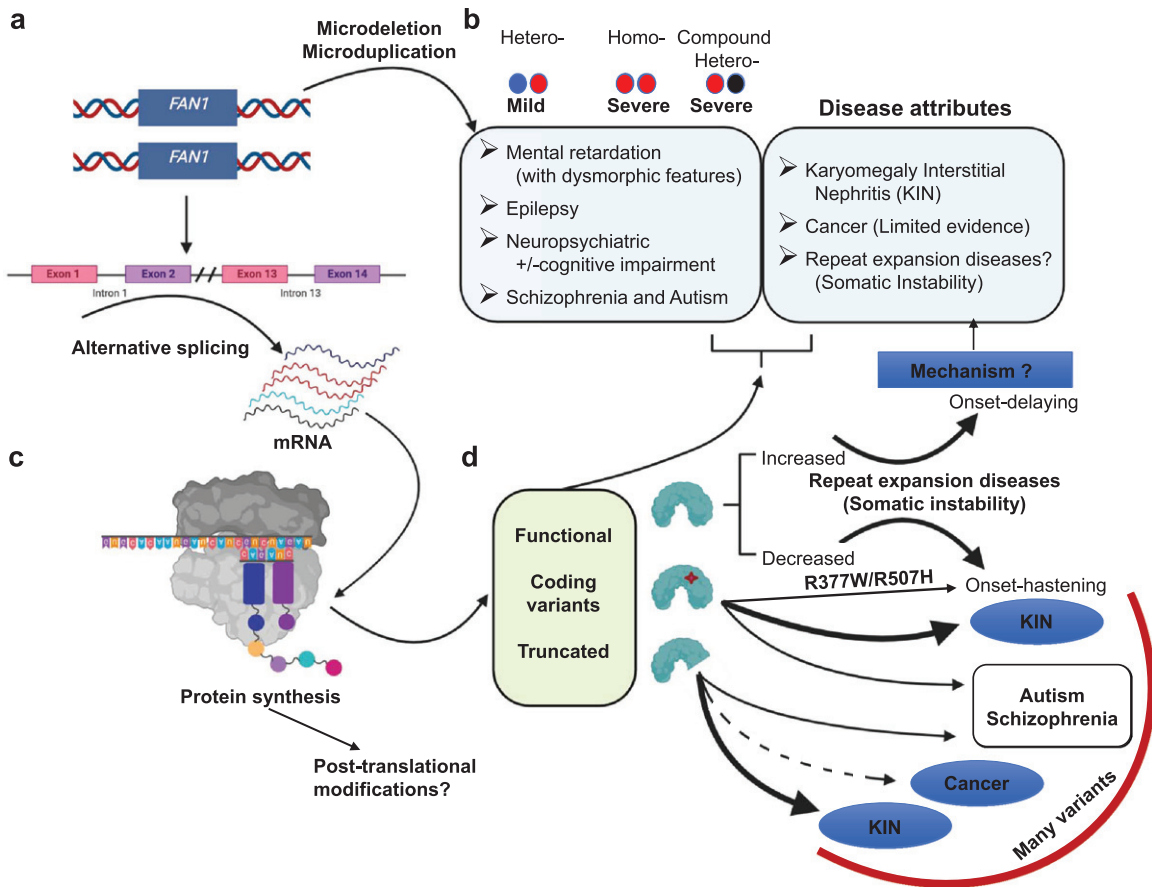 a
Microdeletion
Microduplication
FAN1
FAN1
Exon 1
Exon 2
Exon 13
Exon 14
Intron 1
Intron 13
Alternative splicing
mRNA
b
Hetero-
Homo-
Compound
Hetero-
Mild
Severe
Severe
Disease attributes
Mental retardation
(with dysmorphic features)
Epilepsy
Neuropsychiatric
+/-cognitive impairment
Schizophrenia and Autism
Karyomegaly Interstitial
Nephritis (KIN)
Cancer (Limited evidence)
Repeat expansion diseases?
(Somatic Instability)
Mechanism ?
c
Protein synthesis
Post-translational
modifications?
d
Functional
Coding
variants
Truncated
Onset-delaying
Increased
Repeat expansion diseases
(Somatic instability)
Decreased
R377W/R507H
Onset-hastening
KIN
Autism
Schizophrenia
Cancer
KIN
Many variants